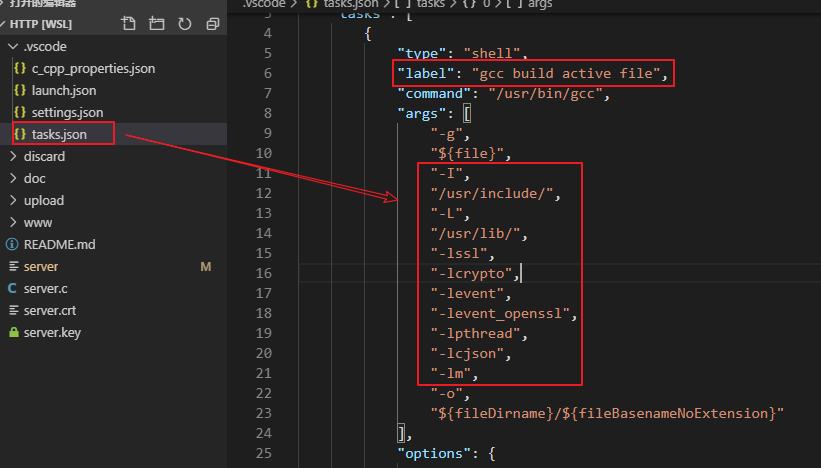 打开的编辑器
HTTP [WSL]
.vscode
c_cpp_properties.json
launch.json
settings.json
tasks.json
discard
doc
upload
www
README.md
server M
server.c
server.crt
server.key
.vscode > {} tasks.json > [ ] tasks > {} 0 > [ ] args
3 "tasks": [
4 {
5 "type": "shell",
6 "label": "gcc build active file",
7 "command": "/usr/bin/gcc",
8 "args": [
9 "-g",
10 "${file}",
11 "-I",
12 "/usr/include/",
13 "-L",
14 "/usr/lib/",
15 "-lssl",
16 "-lcrypto",
17 "-levent",
18 "-levent_openssl",
19 "-lpthread",
20 "-lcjson",
21 "-lm",
22 "-o",
23 "${fileDirname}/${fileBasenameNoExtension}"
24 ],
25 "options": {